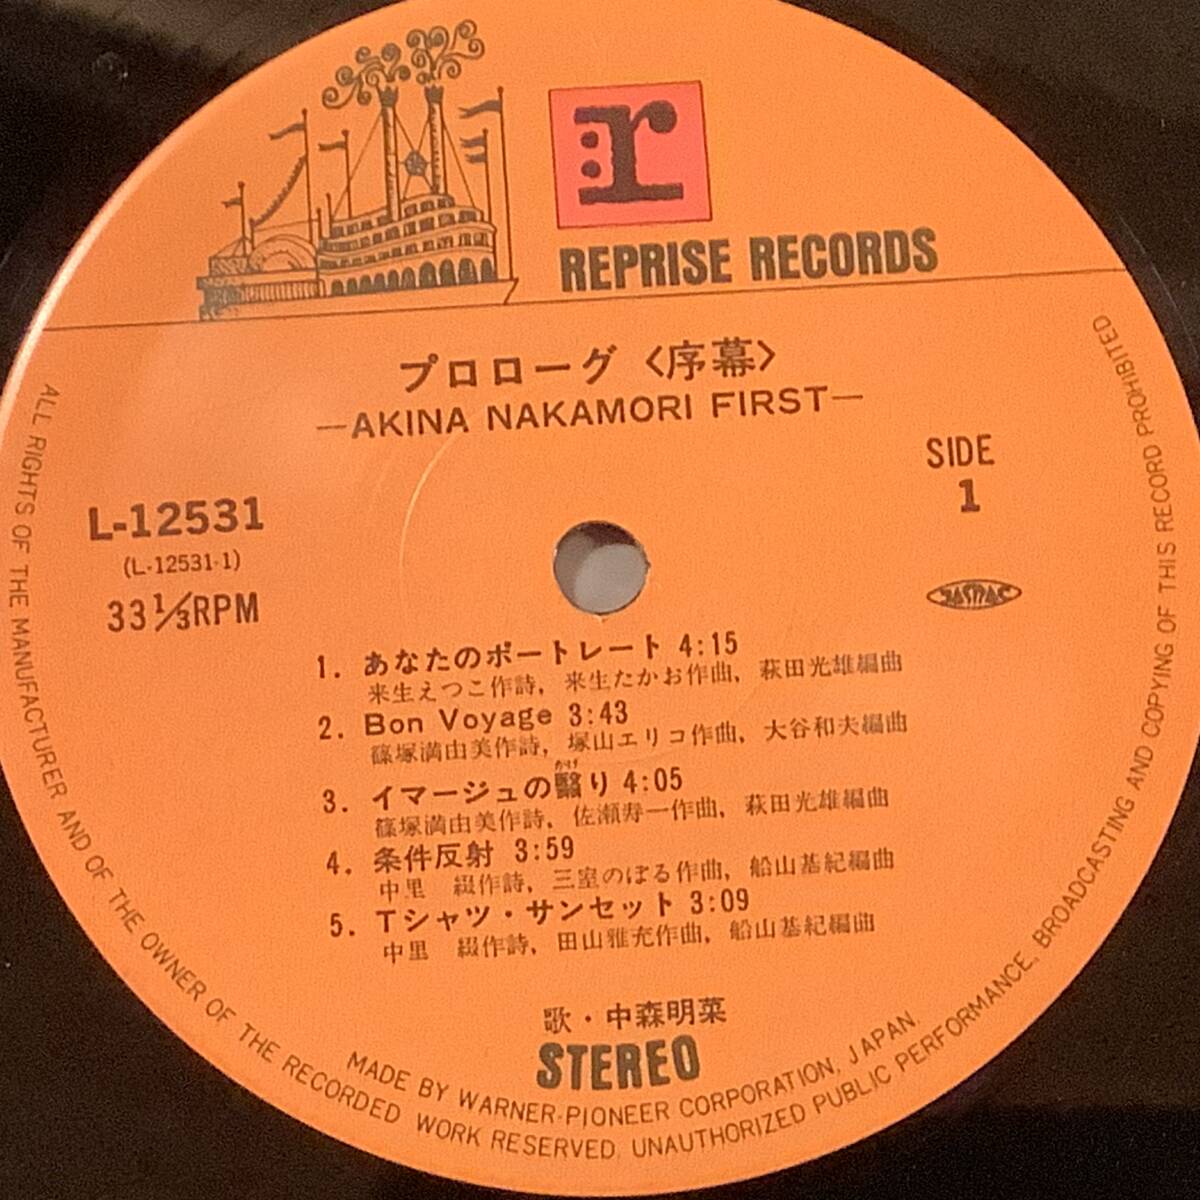 r
REPRISE RECORDS
プロローグ〈序幕〉
—AKINA NAKAMORI FIRST—
SIDE
1
L-12531
(L-12531-1)
33 1/3 RPM
JASRAC
1. あなたのポートレート 4:15
来生えつこ作詩, 来生たかお作曲, 萩田光雄編曲
2. Bon Voyage 3:43
篠塚満由美作詩, 塚山エリコ作曲, 大谷和夫編曲
3. イマージュの翳り 4:05
かげ
篠塚満由美作詩, 佐瀬寿一作曲, 萩田光雄編曲
4. 条件反射 3:59
中里 綴作詩, 三室のぼる作曲, 船山基紀編曲
5. Tシャツ・サンセット 3:09
中里 綴作詩, 田山雅充作曲, 船山基紀編曲
歌・中森明菜
STEREO
MADE BY WARNER-PIONEER CORPORATION, JAPAN.
ALL RIGHTS OF THE MANUFACTURER AND OF THE OWNER OF THE RECORDED WORK RESERVED. UNAUTHORIZED PUBLIC PERFORMANCE, BROADCASTING AND COPYING OF THIS RECORD PROHIBITED